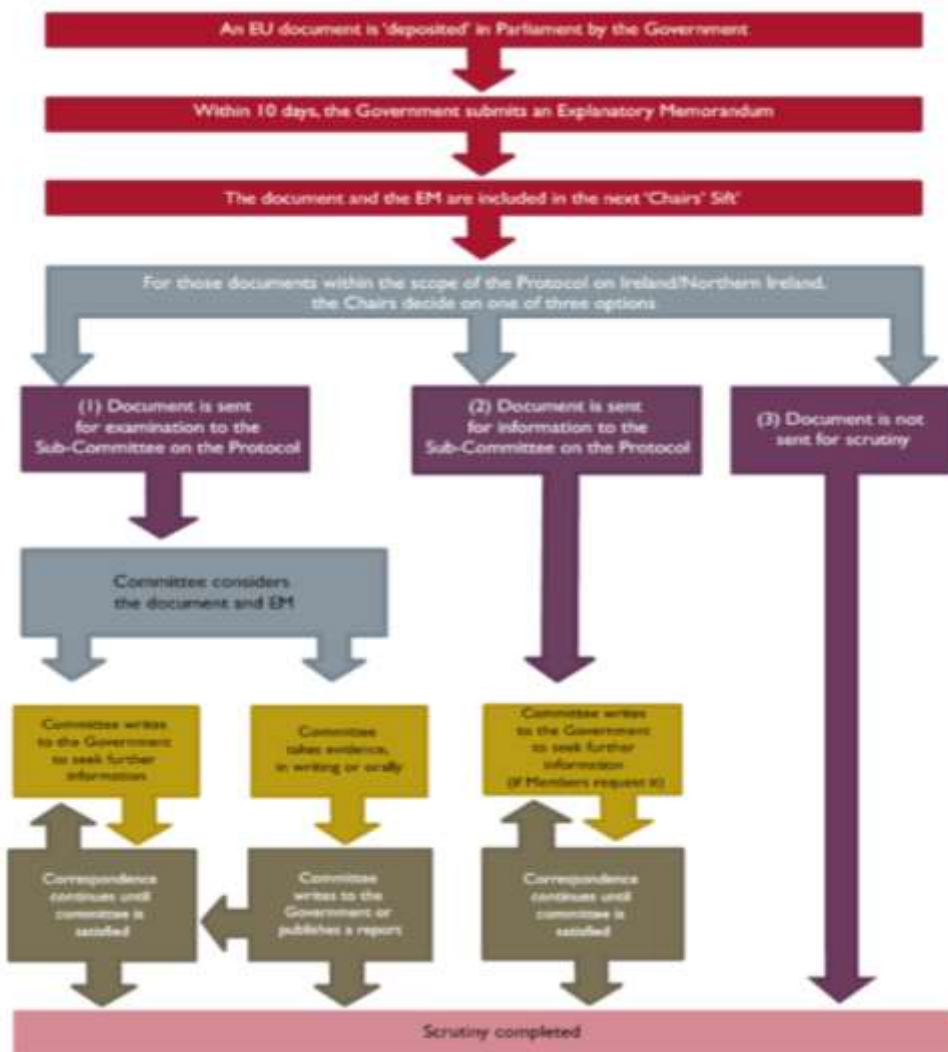 An EU document is 'deposited' in Parliament by the Government
Within 10 days, the Government submits an Explanatory Memorandum
The document and the EM are included in the next 'Chairs' Sift'
For those documents within the scope of the Protocol on Ireland/Northern Ireland,
the Chairs decide on one of three options
(1) Document is sent
for examination to the
Sub-Committee on the Protocol
(2) Document is sent
for information to the
Sub-Committee on the Protocol
(3) Document is not
sent for scrutiny
Committee considers
the document and EM
Committee writes
to the Government
to seek further
information
Committee
takes evidence,
in writing or orally
Committee writes
to the Government
to seek further
information
(if Members request it)
Correspondence
continues until
committee is
satisfied
Committee
writes to the
Government or
publishes a report
Correspondence
continues until
committee is
satisfied
Scrutiny completed